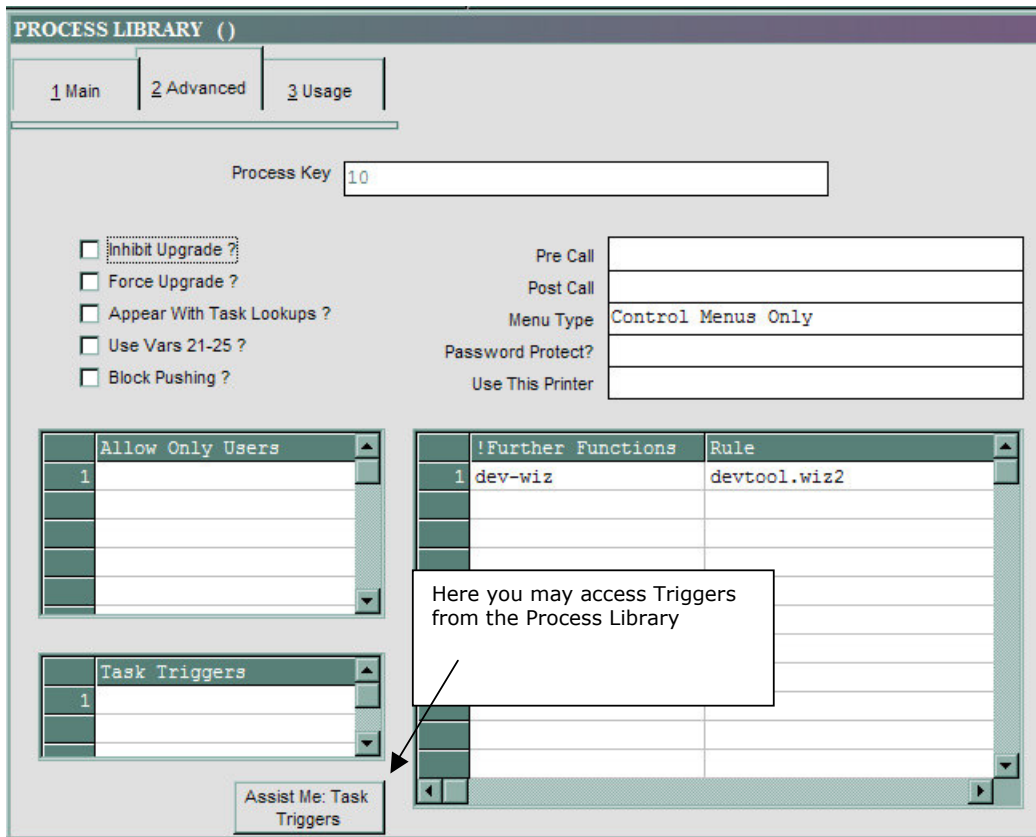 PROCESS LIBRARY ()
1 Main
2 Advanced
3 Usage
Process Key 10
Inhibit Upgrade ?
Force Upgrade ?
Appear With Task Lookups ?
Use Vars 21-25 ?
Block Pushing ?
Pre Call
Post Call
Menu Type Control Menus Only
Password Protect?
Use This Printer
Allow Only Users
1
!Further Functions Rule
1 dev-wiz devtool.wiz2
Here you may access Triggers
from the Process Library
Task Triggers
1
Assist Me: Task
Triggers